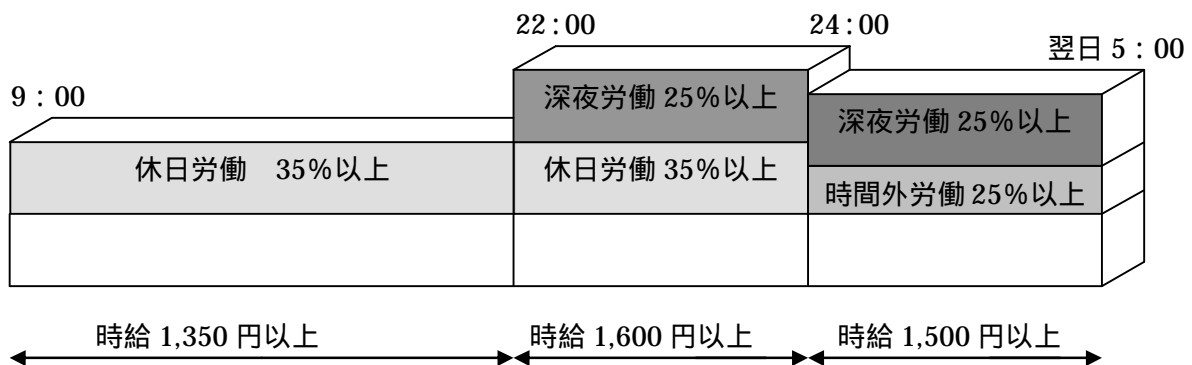 22：00
24：00
翌日 5：00
9：00
深夜労働 25%以上
深夜労働 25%以上
休日労働　35%以上
休日労働 35%以上
時間外労働 25%以上
時給 1,350 円以上
時給 1,600 円以上
時給 1,500 円以上